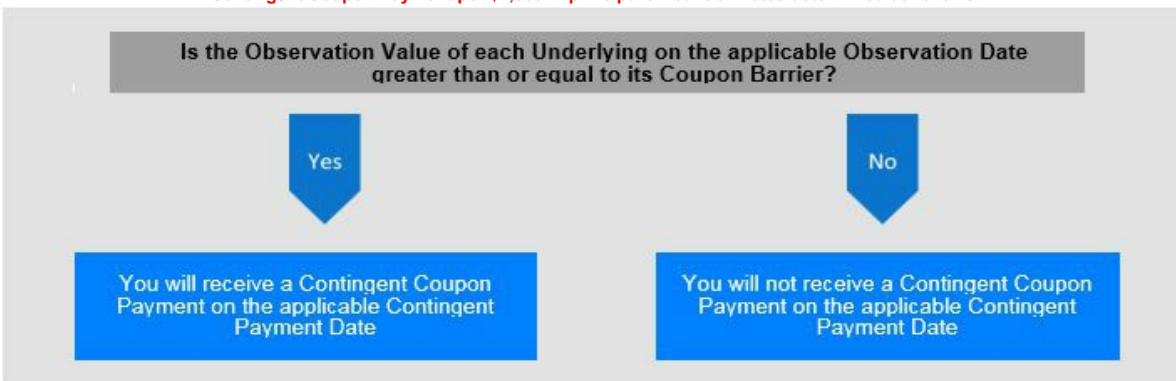 Is the Observation Value of each Underlying on the applicable Observation Date
greater than or equal to its Coupon Barrier?
Yes
No
You will receive a Contingent Coupon
Payment on the applicable Contingent
Payment Date
You will not receive a Contingent Coupon
Payment on the applicable Contingent
Payment Date